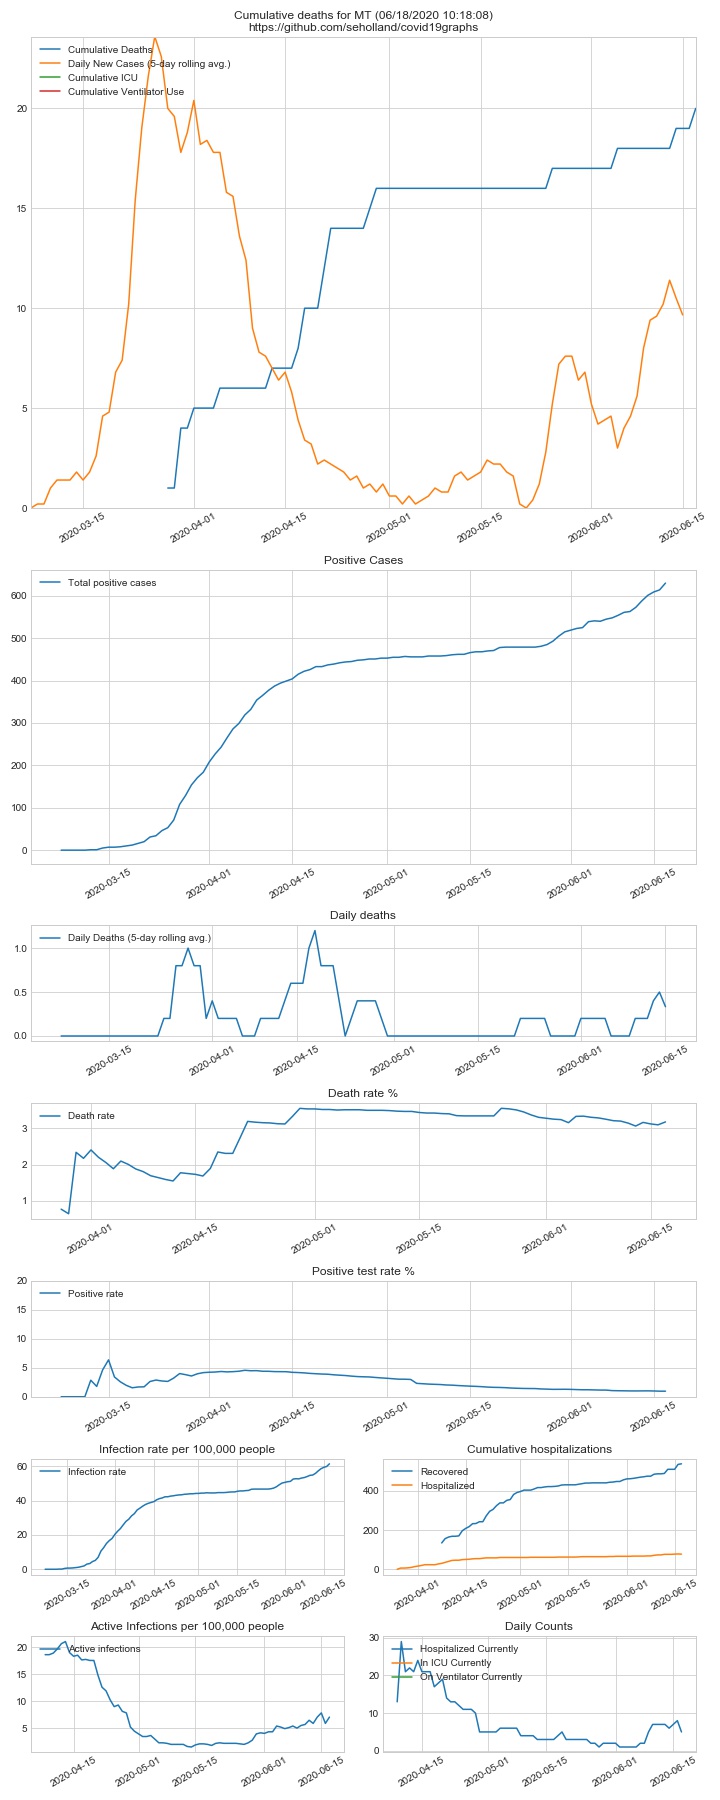 Cumulative deaths for MT (06/18/2020 10:18:08)
https://github.com/seholland/covid19graphs
Cumulative Deaths
Daily New Cases (5-day rolling avg.)
Cumulative ICU
Cumulative Ventilator Use
20
15
10
5
0
2020-03-15 2020-04-01 2020-04-15 2020-05-01 2020-05-15 2020-06-01 2020-06-15
Positive Cases
Total positive cases
600
500
400
300
200
100
0
2020-03-15 2020-04-01 2020-04-15 2020-05-01 2020-05-15 2020-06-01 2020-06-15
Daily deaths
Daily Deaths (5-day rolling avg.)
1.0
0.5
0.0
2020-03-15 2020-04-01 2020-04-15 2020-05-01 2020-05-15 2020-06-01 2020-06-15
Death rate %
Death rate
3
2
1
2020-04-01 2020-04-15 2020-05-01 2020-05-15 2020-06-01 2020-06-15
Positive test rate %
Positive rate
20
15
10
5
0
2020-03-15 2020-04-01 2020-04-15 2020-05-01 2020-05-15 2020-06-01 2020-06-15
Infection rate per 100,000 people
Infection rate
60
40
20
0
2020-03-15 2020-04-01 2020-04-15 2020-05-01 2020-05-15 2020-06-01 2020-06-15
Cumulative hospitalizations
Recovered
Hospitalized
400
200
0
2020-04-01 2020-04-15 2020-05-01 2020-05-15 2020-06-01 2020-06-15
Active Infections per 100,000 people
Active infections
20
15
10
5
2020-04-15 2020-05-01 2020-05-15 2020-06-01 2020-06-15
Daily Counts
Hospitalized Currently
In ICU Currently
On Ventilator Currently
30
20
10
0
2020-04-15 2020-05-01 2020-05-15 2020-06-01 2020-06-15